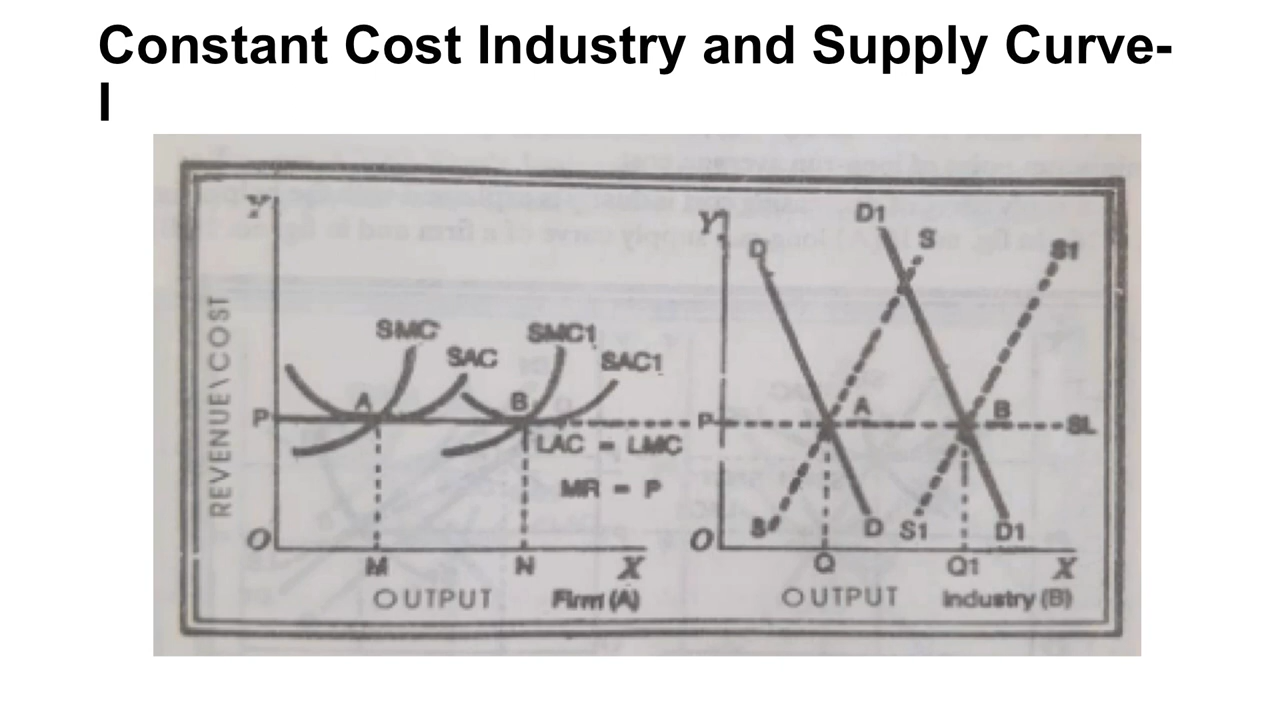 Constant Cost Industry and Supply Curve-
I
Y
REVENUE\COST
SMC
SAC
SMC1
SAC1
P
A
B
LAC = LMC
MR = P
O
M
N
X
OUTPUT
Firm (A)
Y
D
D1
S
S1
P
A
B
SL
S
D
S1
D1
O
Q
Q1
X
OUTPUT
Industry (B)